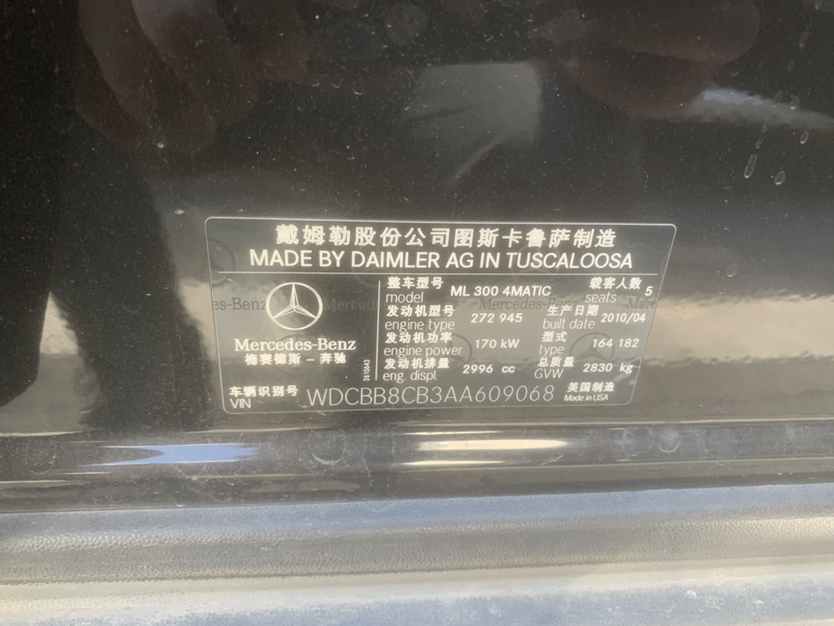 戴姆勒股份公司图斯卡鲁萨制造
MADE BY DAIMLER AG IN TUSCALOOSA
整车型号 model ML 300 4MATIC 载客人数 seats 5
发动机型号 engine type 272 945 生产日期 built date 2010/04
发动机功率 engine power 170 kW 型式 type 164 182
发动机排量 eng. displ. 2996 cc 总质量 GVW 2830 kg
Mercedes-Benz
梅赛德斯－奔驰
2610643
车辆识别号 VIN WDCBB8CB3AA609068 美国制造 Made in USA